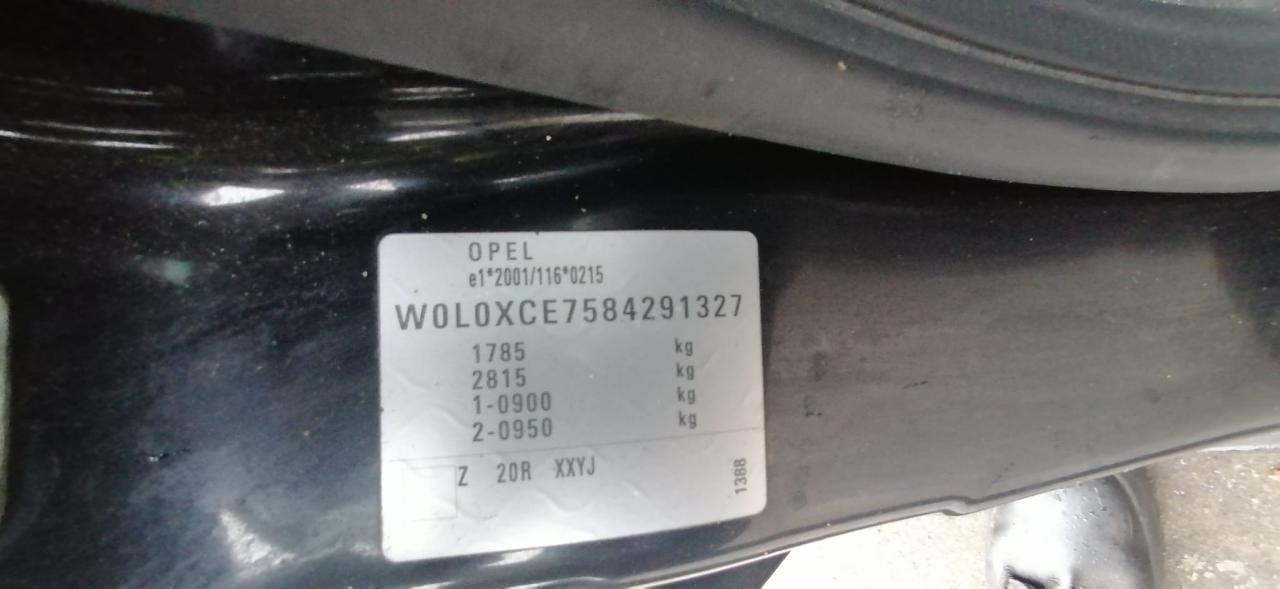 OPEL
e1*2001/116*0215
W0L0XCE7584291327
1785 kg
2815 kg
1-0900 kg
2-0950 kg
Z 20R XXYJ
1388